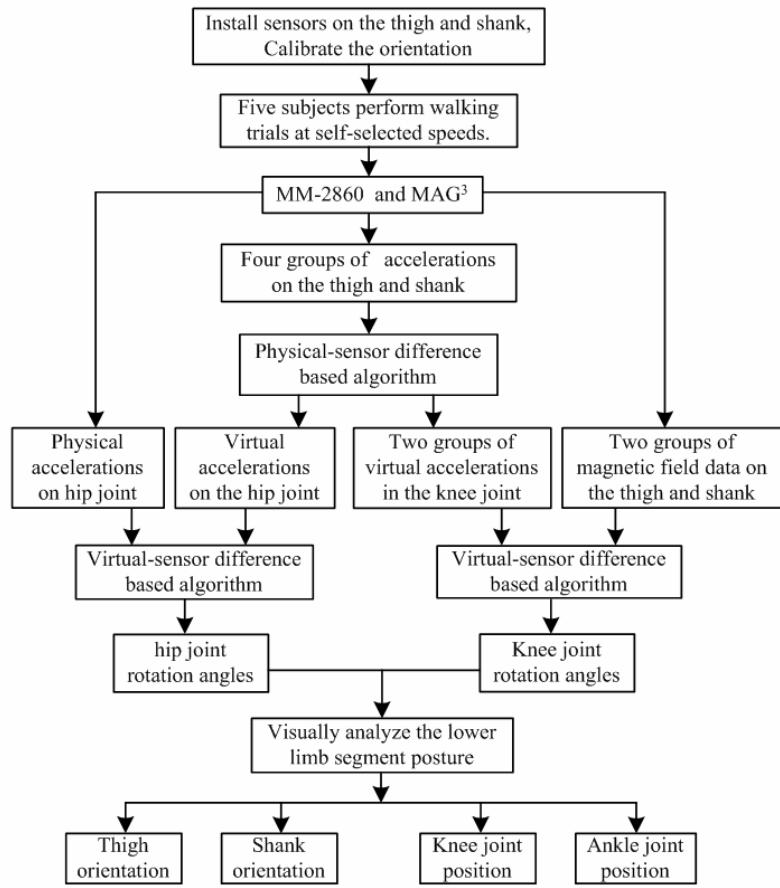 Install sensors on the thigh and shank,
Calibrate the orientation
Five subjects perform walking
trials at self-selected speeds.
MM-2860 and MAG³
Four groups of accelerations
on the thigh and shank
Physical-sensor difference
based algorithm
Physical
accelerations
on hip joint
Virtual
accelerations
on the hip joint
Two groups of
virtual accelerations
in the knee joint
Two groups of
magnetic field data on
the thigh and shank
Virtual-sensor difference
based algorithm
Virtual-sensor difference
based algorithm
hip joint
rotation angles
Knee joint
rotation angles
Visually analyze the lower
limb segment posture
Thigh
orientation
Shank
orientation
Knee joint
position
Ankle joint
position